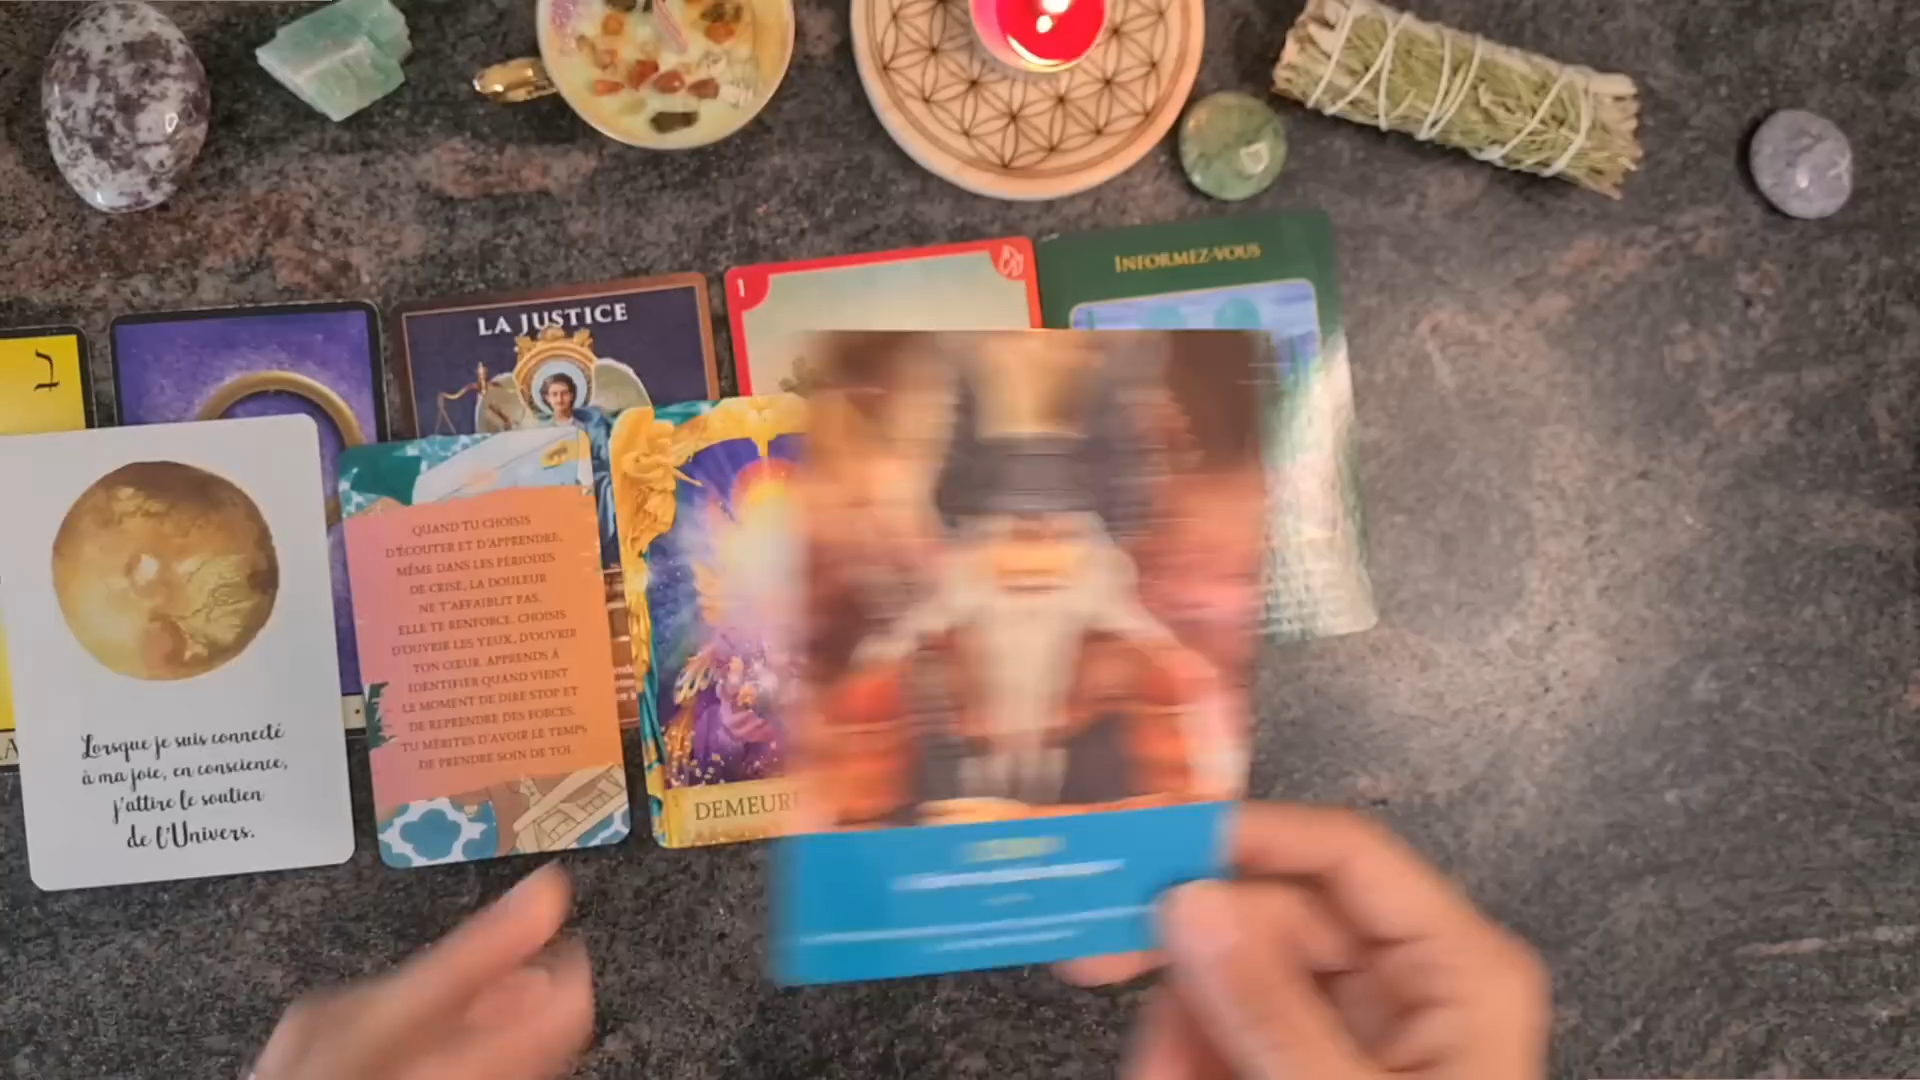 ב
LA JUSTICE
1
INFORMEZ-VOUS
Lorsque je suis connecté
à ma joie, en conscience,
j'attire le soutien
de l'Univers.
QUAND TU CHOISIS
D'ÉCOUTER ET D'APPRENDRE,
MÊME DANS LES PÉRIODES
DE CRISE, LA DOULEUR
NE T'AFFAIBLIT PAS,
ELLE TE RENFORCE. CHOISIS
D'OUVRIR LES YEUX, D'OUVRIR
TON CŒUR. APPRENDS À
IDENTIFIER QUAND VIENT
LE MOMENT DE DIRE STOP ET
DE REPRENDRE DES FORCES.
TU MÉRITES D'AVOIR LE TEMPS
DE PRENDRE SOIN DE TOI.
DEMEUR